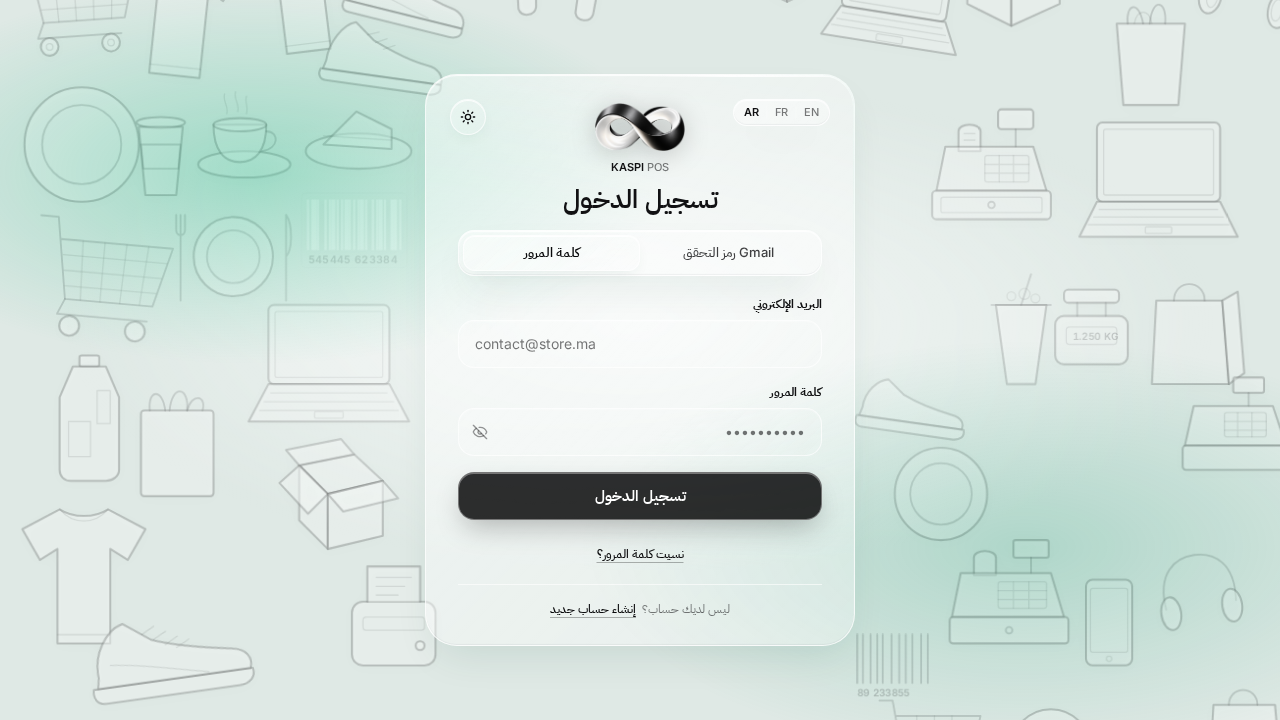 AR FR EN
KASPI POS
تسجيل الدخول
كلمة المرور
رمز التحقق Gmail
البريد الإلكتروني
contact@store.ma
كلمة المرور
••••••••••
تسجيل الدخول
نسيت كلمة المرور؟
ليس لديك حساب؟ إنشاء حساب جديد
545445 623384
1.250 KG
89 233855